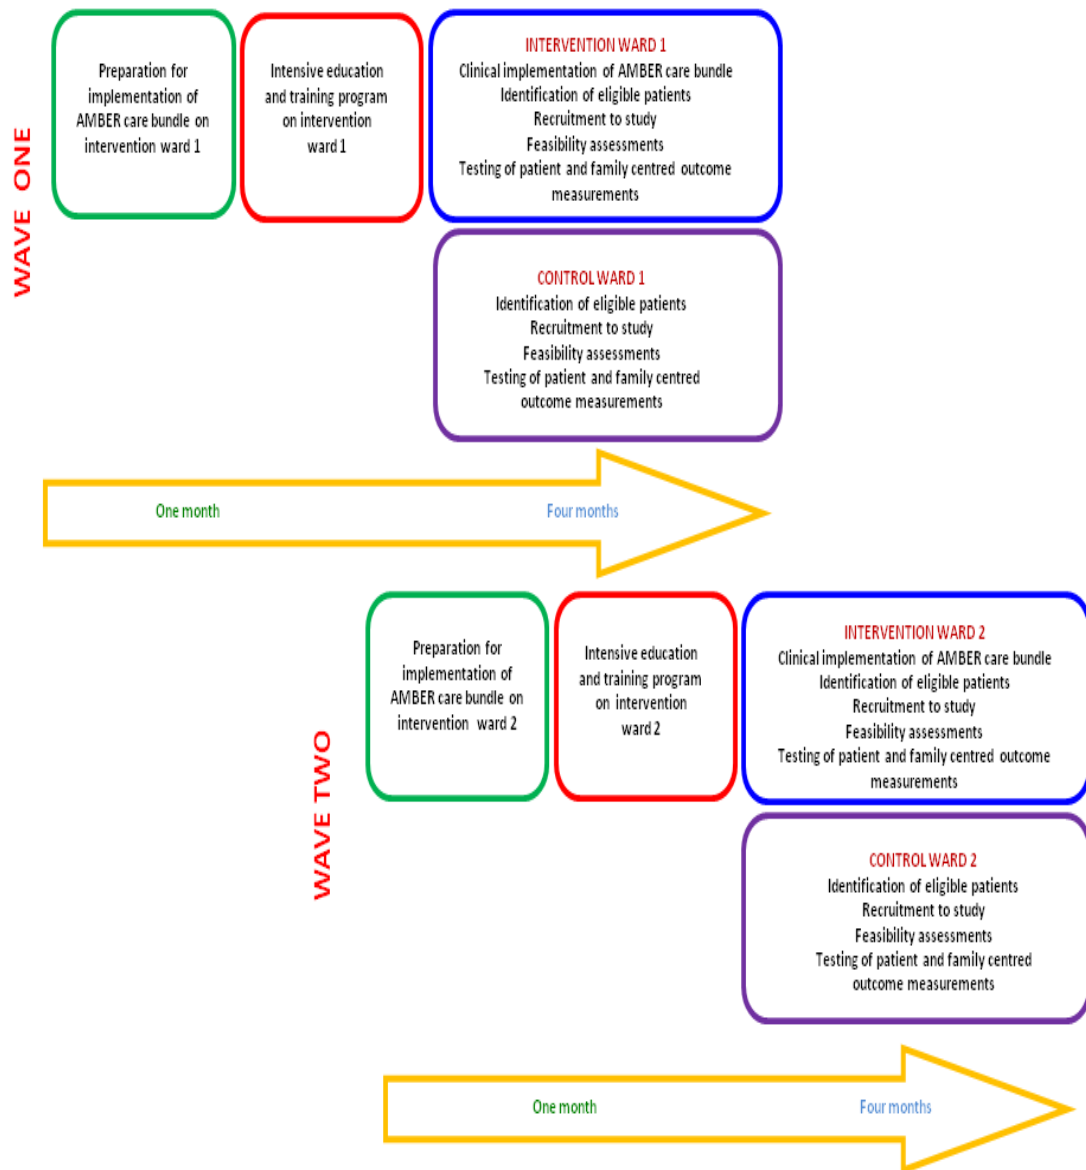 WAVE ONE
Preparation for
implementation of
AMBER care bundle on
intervention ward 1
Intensive education
and training program
on intervention
ward 1
INTERVENTION WARD 1
Clinical implementation of AMBER care bundle
Identification of eligible patients
Recruitment to study
Feasibility assessments
Testing of patient and family centred outcome
measurements
CONTROL WARD 1
Identification of eligible patients
Recruitment to study
Feasibility assessments
Testing of patient and family centred
outcome measurements
One month
Four months
WAVE TWO
Preparation for
implementation of
AMBER care bundle on
intervention ward 2
Intensive education
and training program
on intervention
ward 2
INTERVENTION WARD 2
Clinical implementation of AMBER care bundle
Identification of eligible patients
Recruitment to study
Feasibility assessments
Testing of patient and family centred outcome
measurements
CONTROL WARD 2
Identification of eligible patients
Recruitment to study
Feasibility assessments
Testing of patient and family centred
outcome measurements
One month
Four months